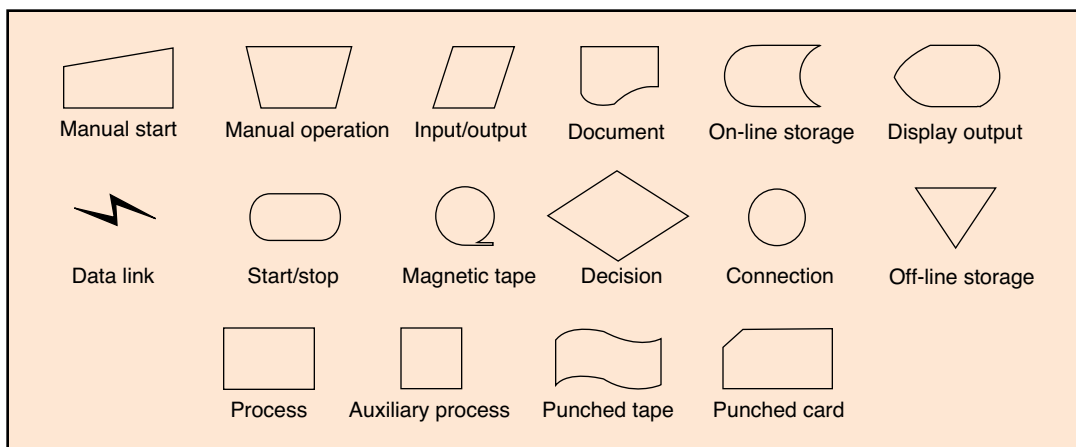 Manual start
Manual operation
Input/output
Document
On-line storage
Display output
Data link
Start/stop
Magnetic tape
Decision
Connection
Off-line storage
Process
Auxiliary process
Punched tape
Punched card